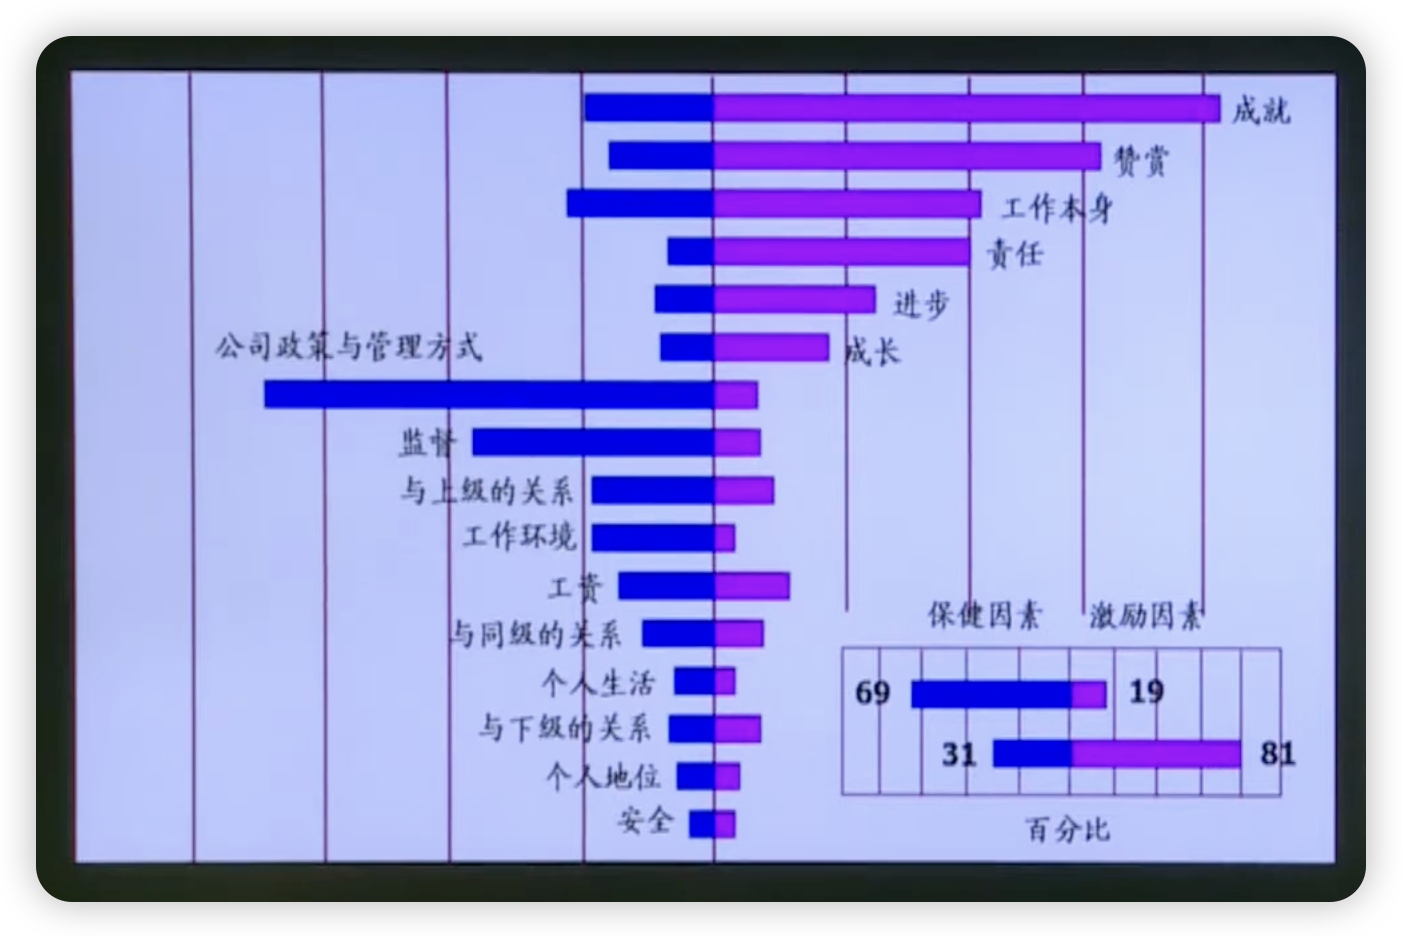 成就
赞赏
工作本身
责任
进步
公司政策与管理方式
成长
监督
与上级的关系
工作环境
工资
保健因素 激励因素
与同级的关系
个人生活
69 19
与下级的关系
31 81
个人地位
安全
百分比